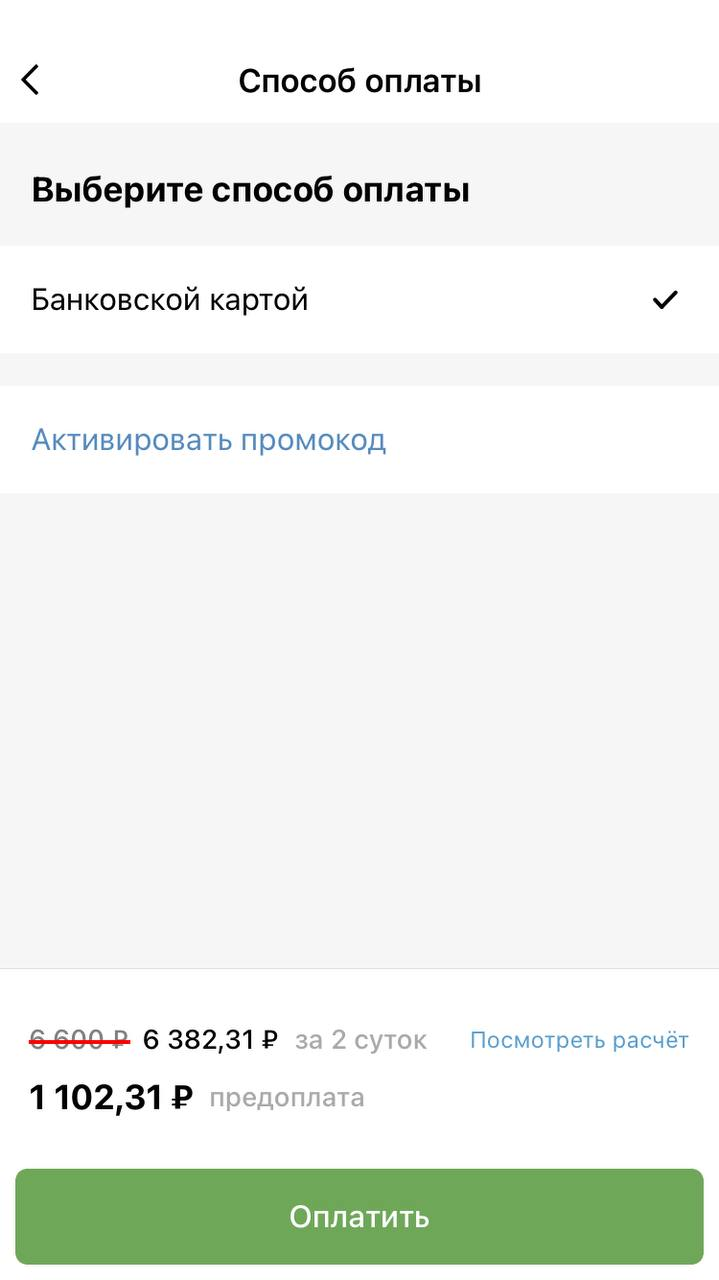 Способ оплаты
Выберите способ оплаты
Банковской картой
Активировать промокод
6 600 ₽ 6 382,31 ₽ за 2 суток Посмотреть расчёт
1 102,31 ₽ предоплата
Оплатить